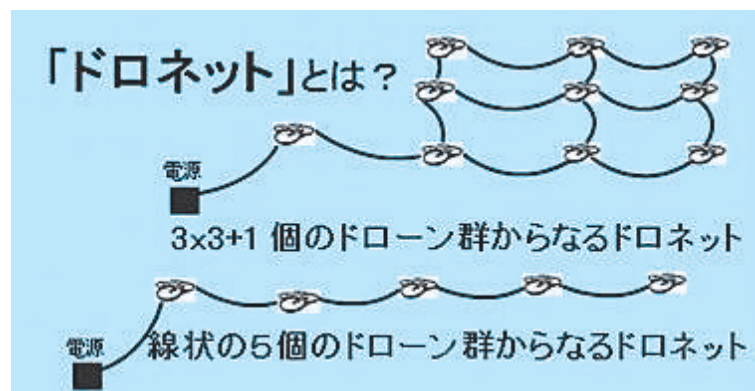 「ドロネット」とは？
電源
3×3+1 個のドローン群からなるドロネット
電源
線状の５個のドローン群からなるドロネット